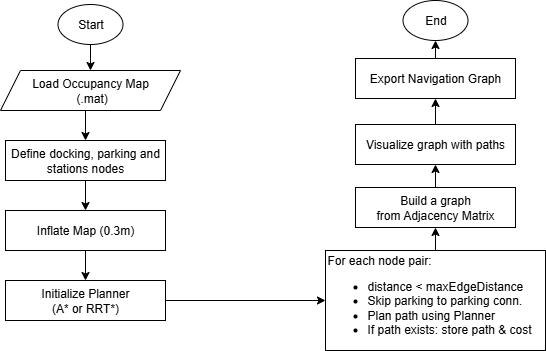 Start
Load Occupancy Map
(.mat)
Define docking, parking and
stations nodes
Inflate Map (0.3m)
Initialize Planner
(A* or RRT*)
For each node pair:
• distance < maxEdgeDistance
• Skip parking to parking conn.
• Plan path using Planner
• If path exists: store path & cost
Build a graph
from Adjacency Matrix
Visualize graph with paths
Export Navigation Graph
End